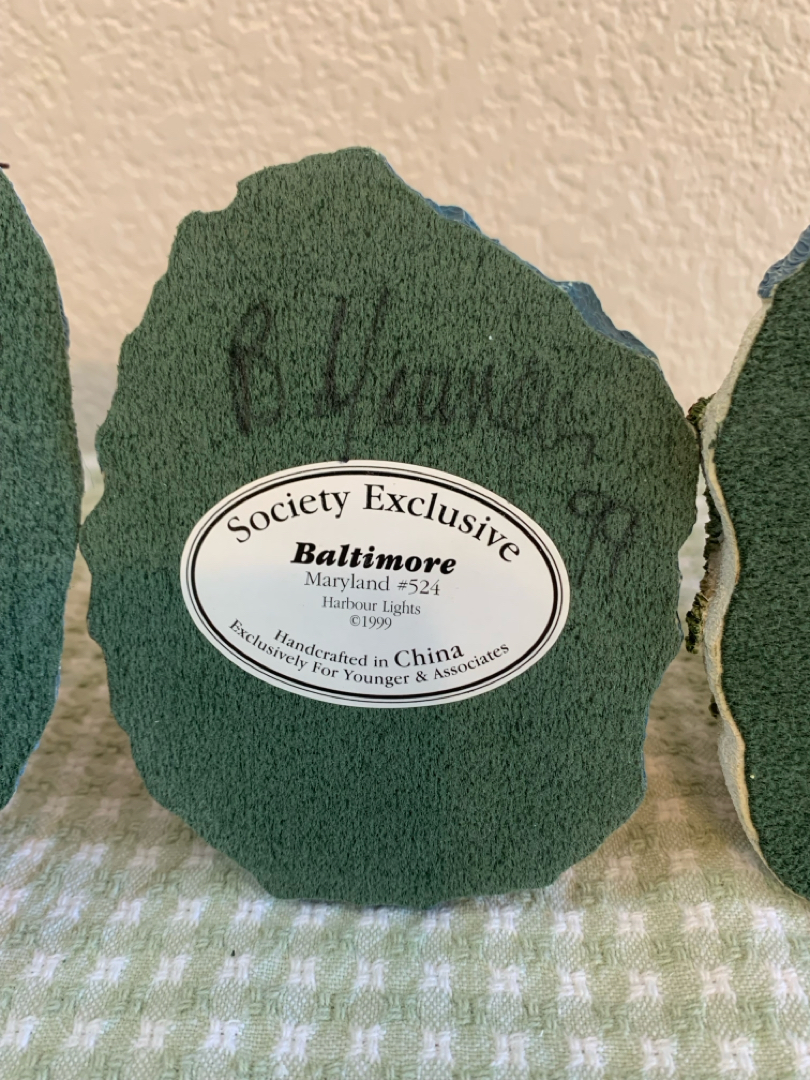 B Younger
99
Society Exclusive
Baltimore
Maryland #524
Harbour Lights
©1999
Handcrafted in China
Exclusively For Younger & Associates